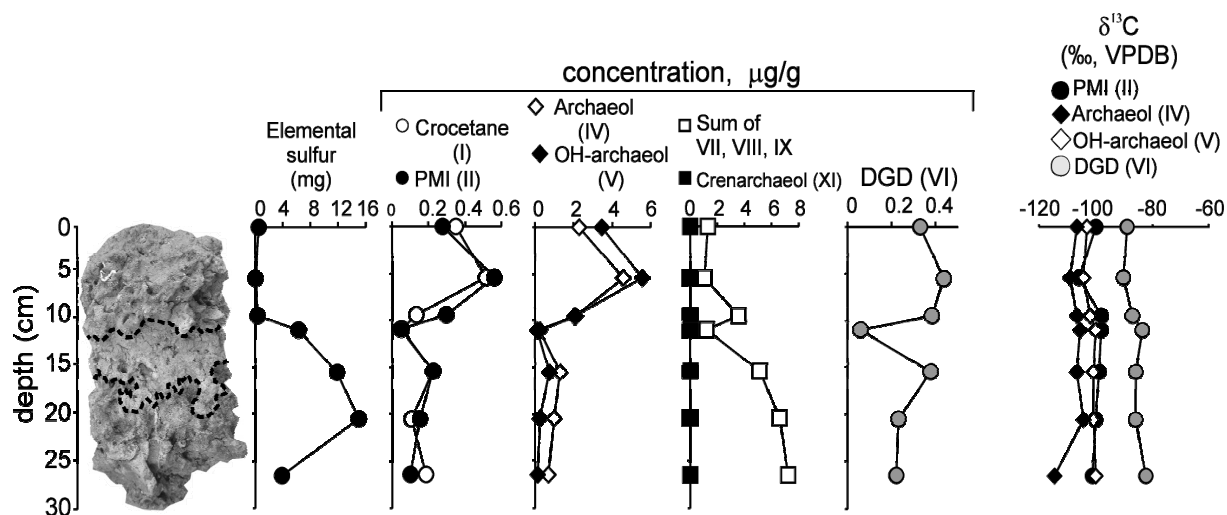 δ¹³C
(‰, VPDB)
concentration, μg/g
PMI (II)
Archaeol (IV)
OH-archaeol (V)
DGD (VI)
Elemental
sulfur
(mg)
Crocetane
(I)
PMI (II)
Archaeol
(IV)
OH-archaeol
(V)
Sum of
VII, VIII, IX
Crenarchaeol (XI)
DGD (VI)
4 8 12 16
0 0.2 0.4 0.6
0 2 4 6
0 2 4 6 8
0 0.2 0.4
-120 -100 -80 -60
depth (cm)
0
5
10
15
20
25
30